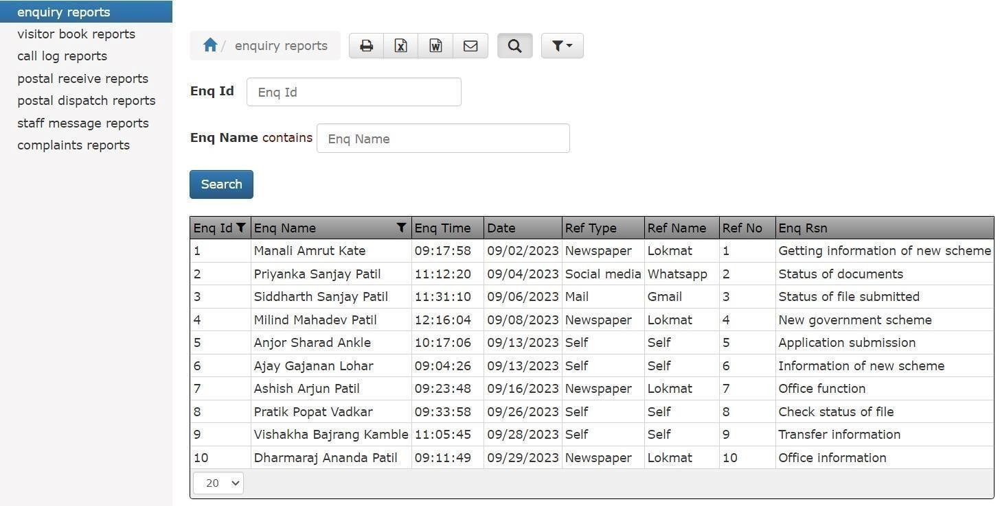 enquiry reports
visitor book reports
call log reports
postal receive reports
postal dispatch reports
staff message reports
complaints reports
/ enquiry reports
Enq Id Enq Id
Enq Name contains Enq Name
Search
Enq Id Enq Name Enq Time Date Ref Type Ref Name Ref No Enq Rsn
1 Manali Amrut Kate 09:17:58 09/02/2023 Newspaper Lokmat 1 Getting information of new scheme
2 Priyanka Sanjay Patil 11:12:20 09/04/2023 Social media Whatsapp 2 Status of documents
3 Siddharth Sanjay Patil 11:31:10 09/06/2023 Mail Gmail 3 Status of file submitted
4 Milind Mahadev Patil 12:16:04 09/08/2023 Newspaper Lokmat 4 New government scheme
5 Anjor Sharad Ankle 10:17:06 09/13/2023 Self Self 5 Application submission
6 Ajay Gajanan Lohar 09:04:26 09/13/2023 Self Self 6 Information of new scheme
7 Ashish Arjun Patil 09:23:48 09/16/2023 Newspaper Lokmat 7 Office function
8 Pratik Popat Vadkar 09:33:58 09/26/2023 Self Self 8 Check status of file
9 Vishakha Bajrang Kamble 11:05:45 09/28/2023 Self Self 9 Transfer information
10 Dharmaraj Ananda Patil 09:11:49 09/29/2023 Newspaper Lokmat 10 Office information
20